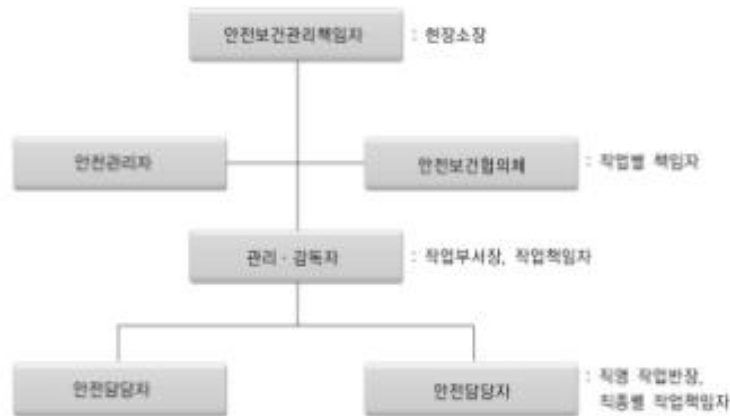 안전보건관리책임자 : 현장소장
안전관리자 안전보건협의체 : 작업별 책임자
관리 · 감독자 : 작업부서장, 작업책임자
안전담당자 안전담당자 : 직영 작업반장,
직종별 작업책임자